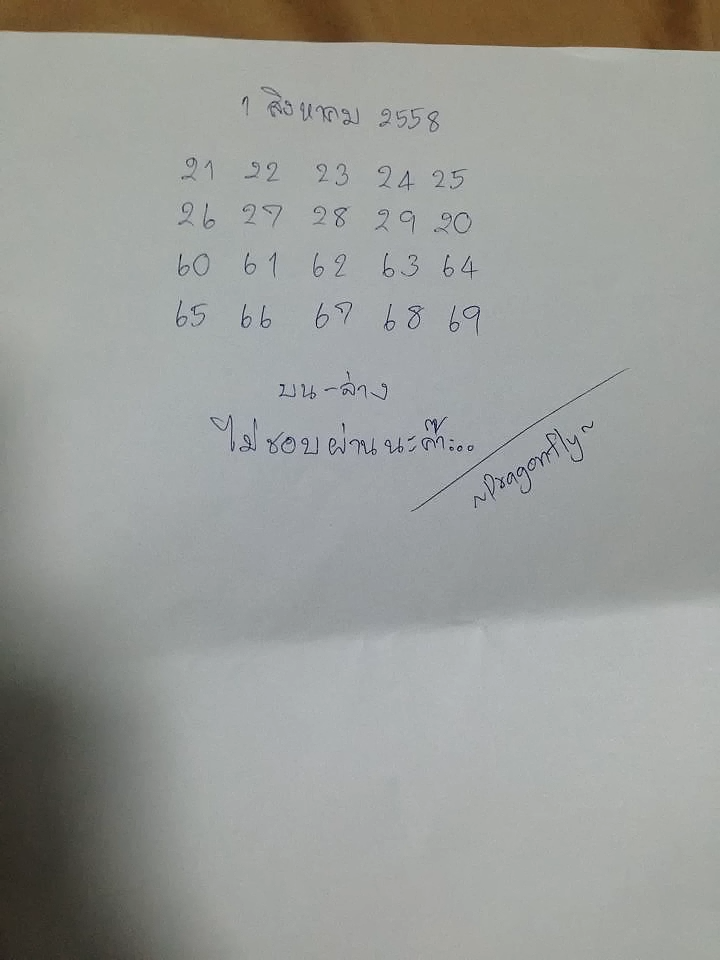 1 สิงหาคม 2558
21 22 23 24 25
26 27 28 29 20
60 61 62 63 64
65 66 67 68 69
บน-ล่าง
ไม่ชอบผ่านนะค๊ะ...
~Dragonfly~